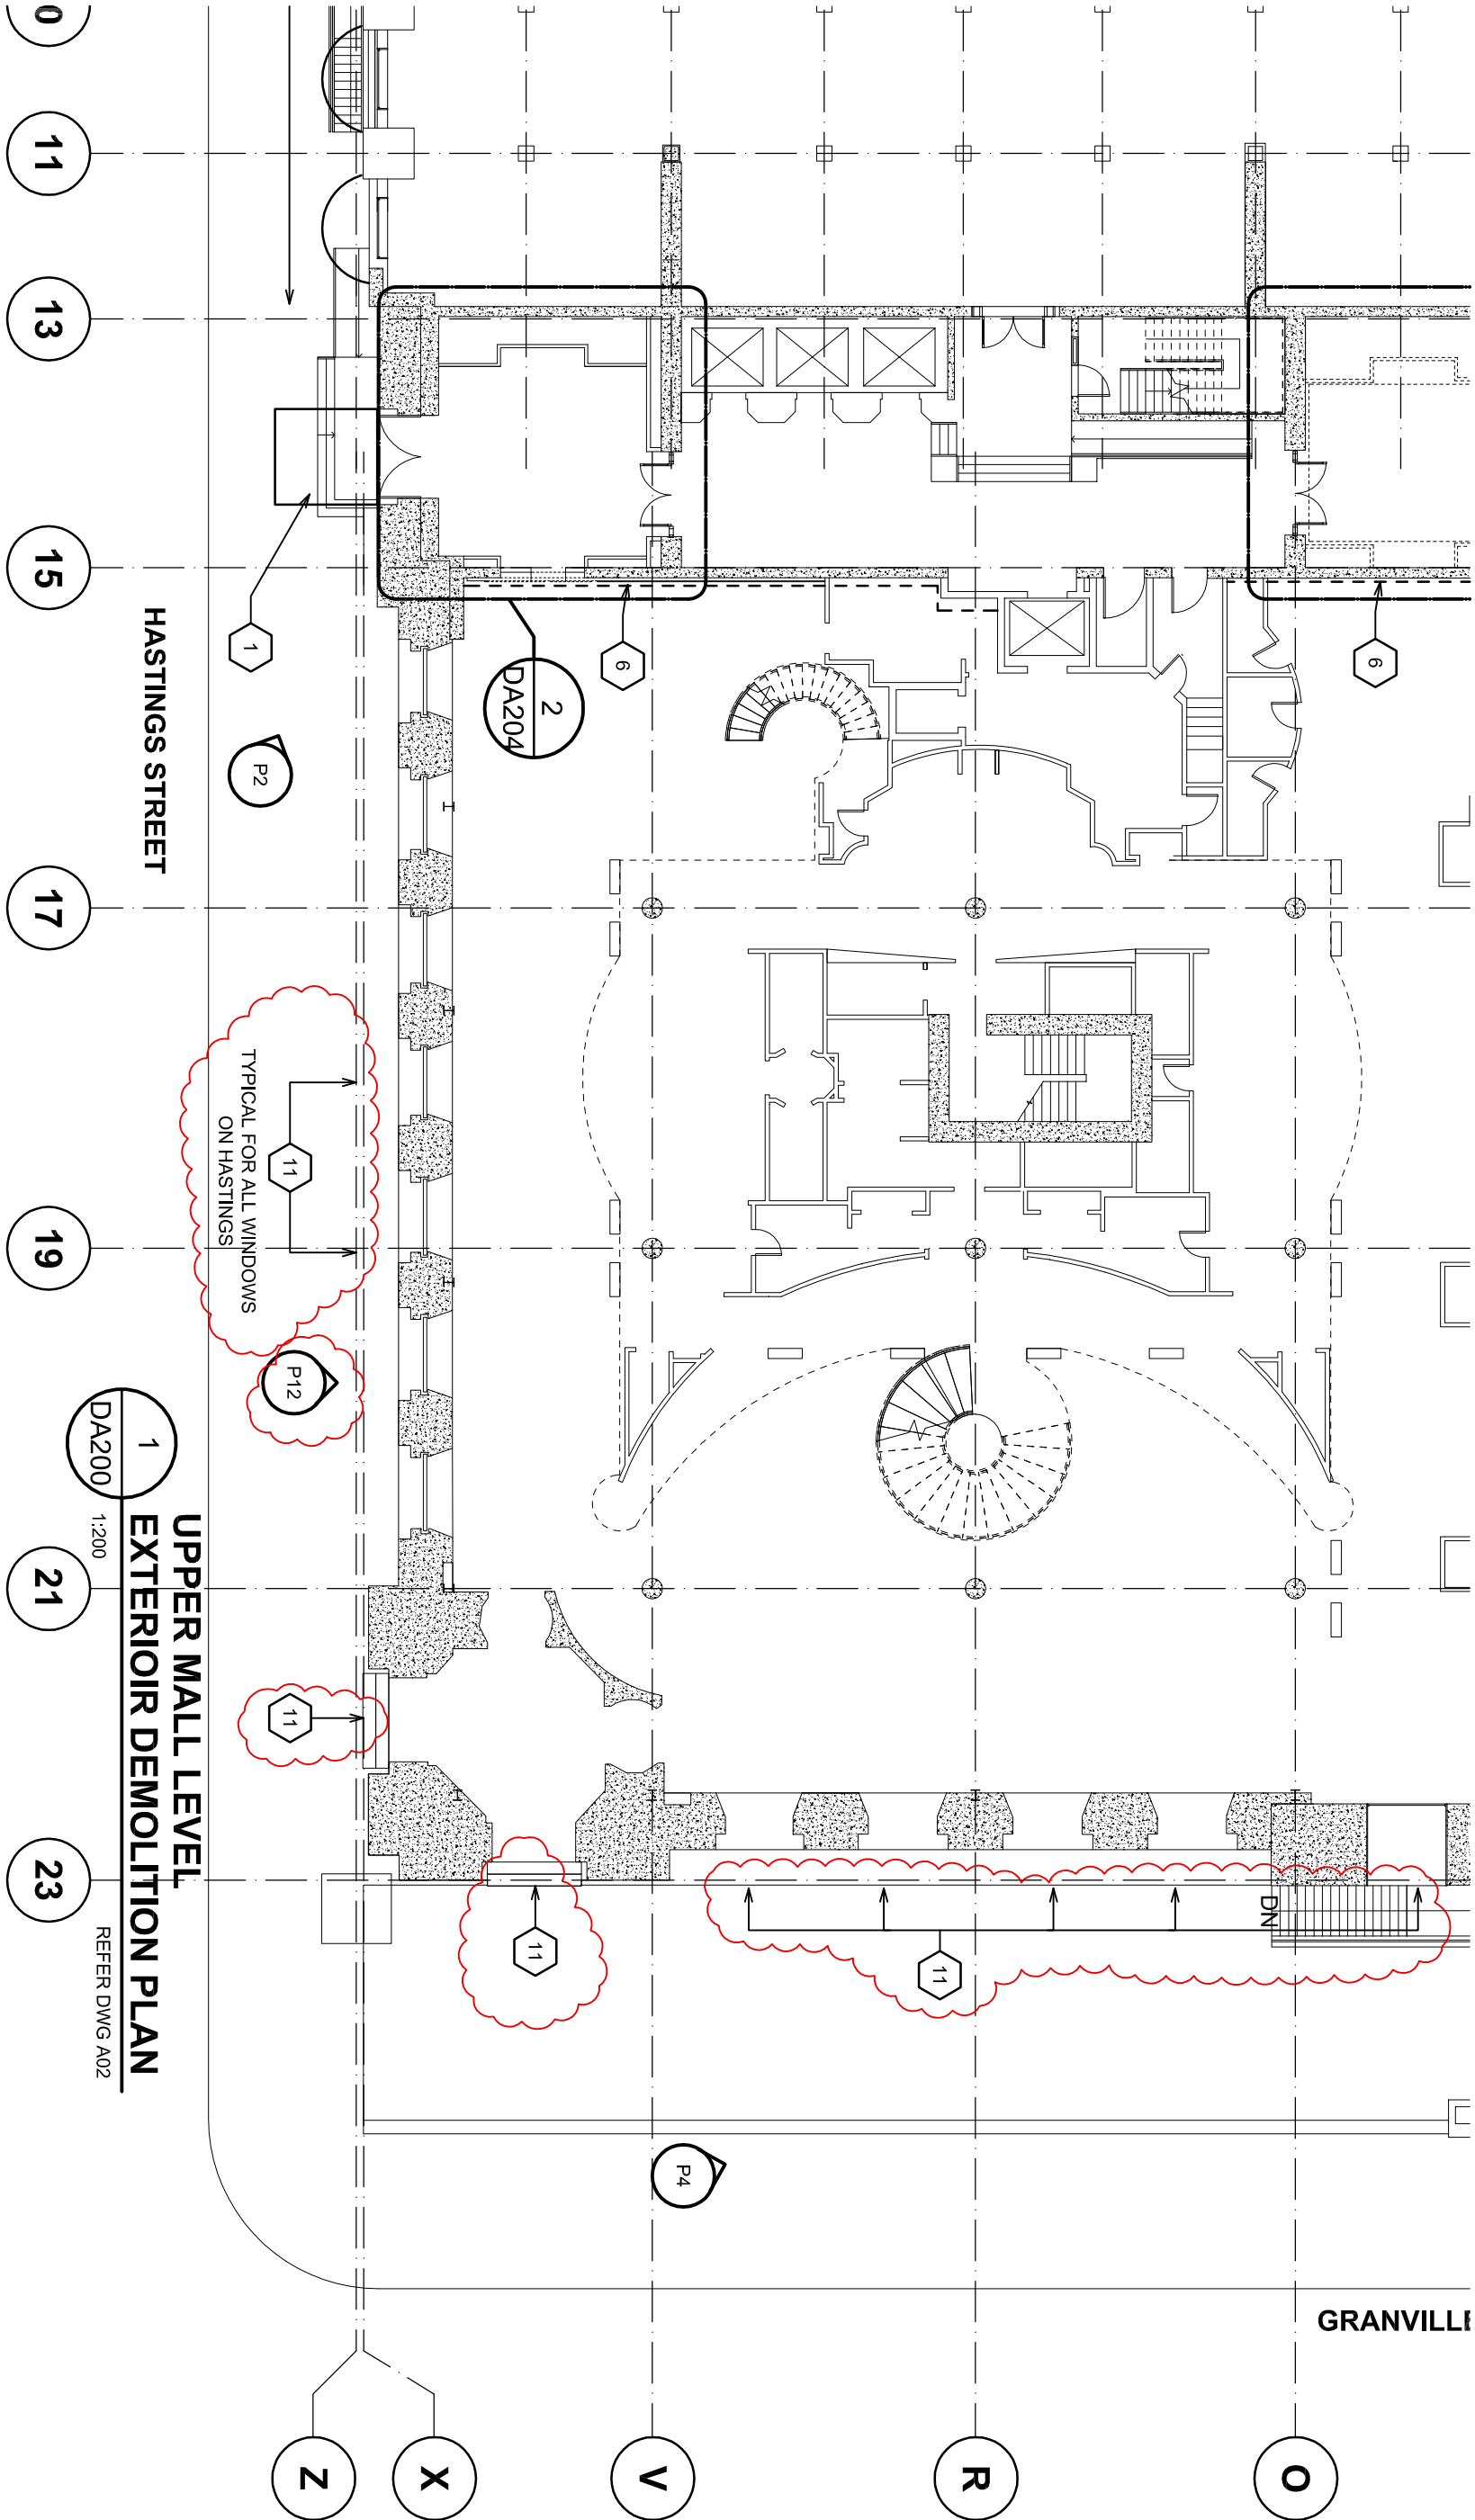 0
11
13
15
17
19
21
23
HASTINGS STREET
1
P2
6
2
DA204
6
TYPICAL FOR ALL WINDOWS
ON HASTINGS
11
P12
1
DA200
UPPER MALL LEVEL
EXTERIOIR DEMOLITION PLAN
1:200
REFER DWG A02
11
11
11
DN
P4
GRANVILLE
Z
X
V
R
O